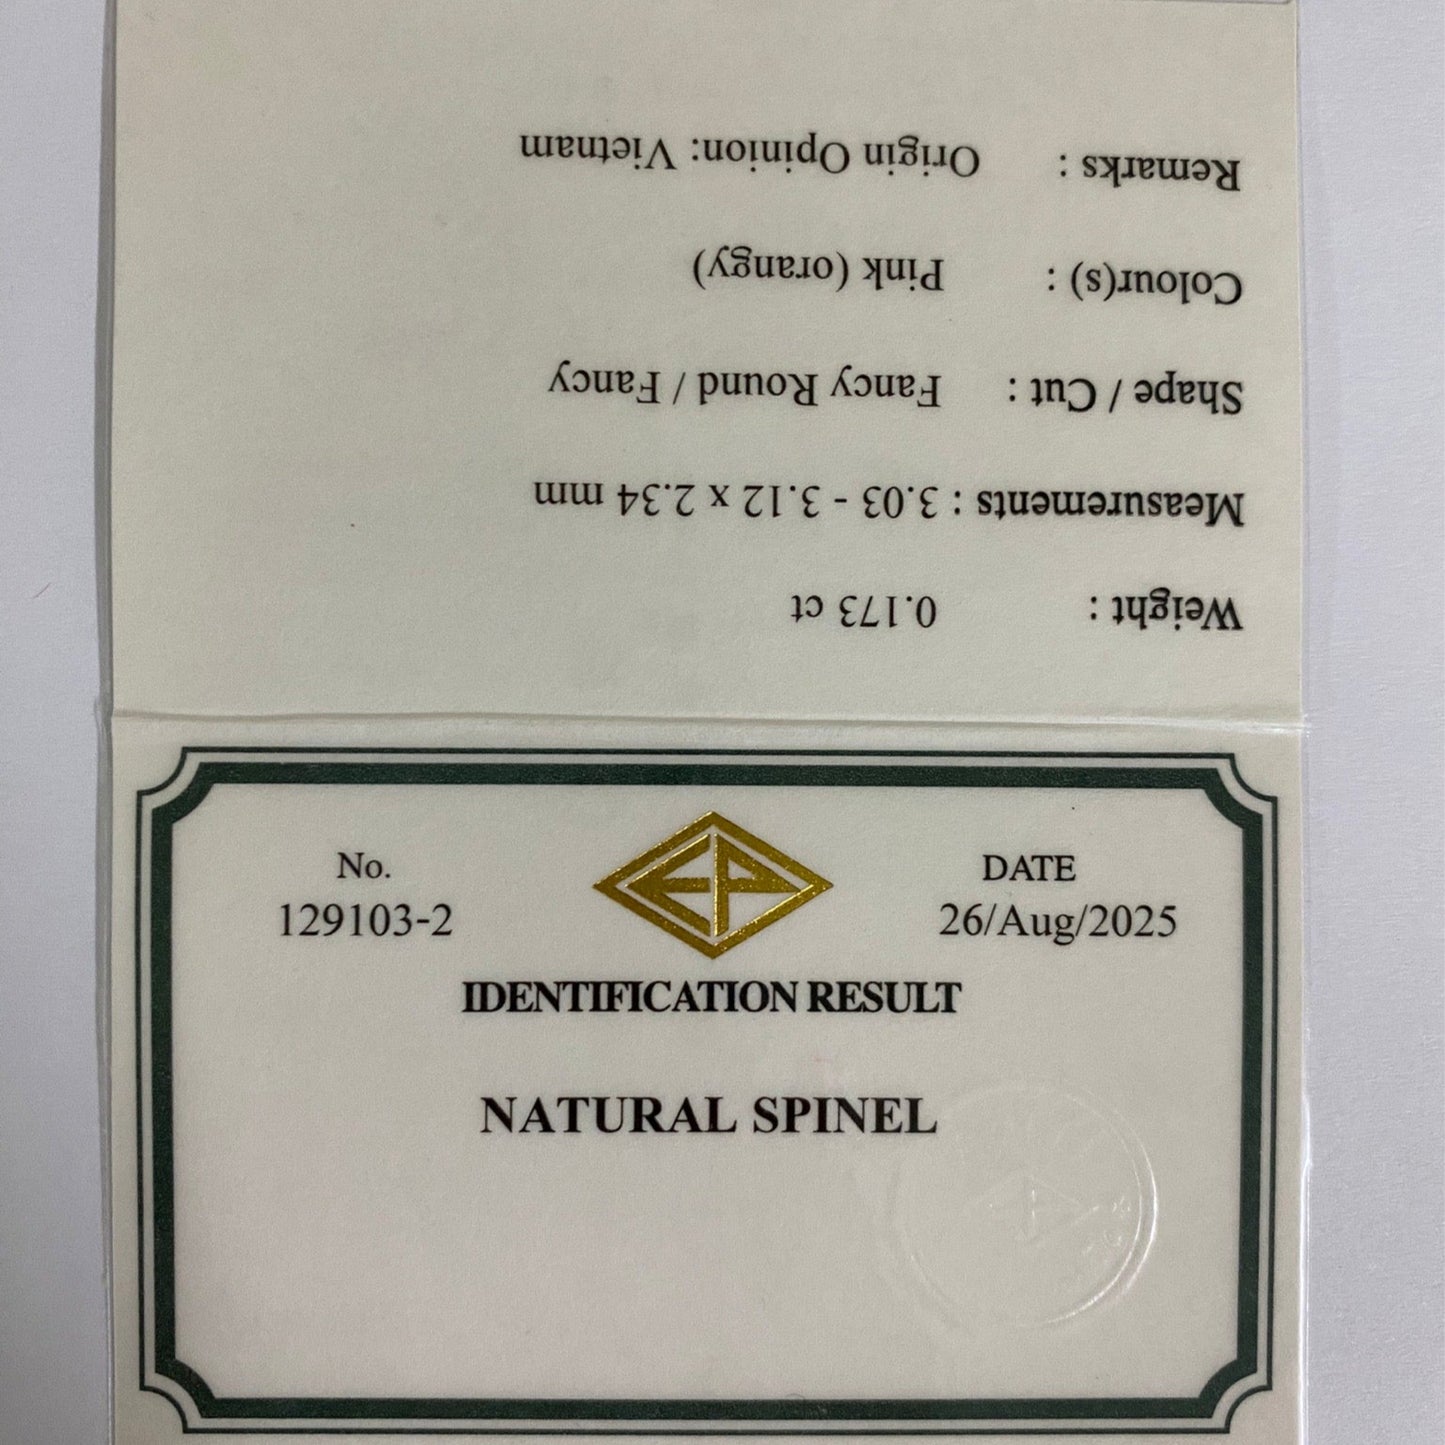 No.
129103-2
EP
DATE
26/Aug/2025
IDENTIFICATION RESULT
NATURAL SPINEL
Weight : 0.173 ct
Measurements : 3.03 - 3.12 x 2.34 mm
Shape / Cut : Fancy Round / Fancy
Colour(s) : Pink (orangy)
Remarks : Origin Opinion: Vietnam